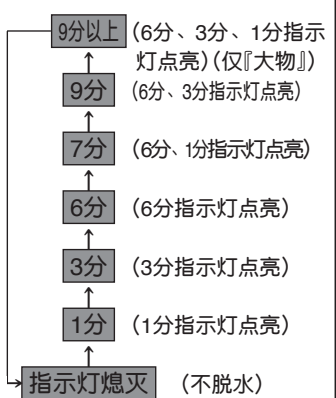 9分以上 (6分、3分、1分指示
灯点亮)(仅『大物』)
9分 (6分、3分指示灯点亮)
7分 (6分、1分指示灯点亮)
6分 (6分指示灯点亮)
3分 (3分指示灯点亮)
1分 (1分指示灯点亮)
指示灯熄灭 (不脱水)